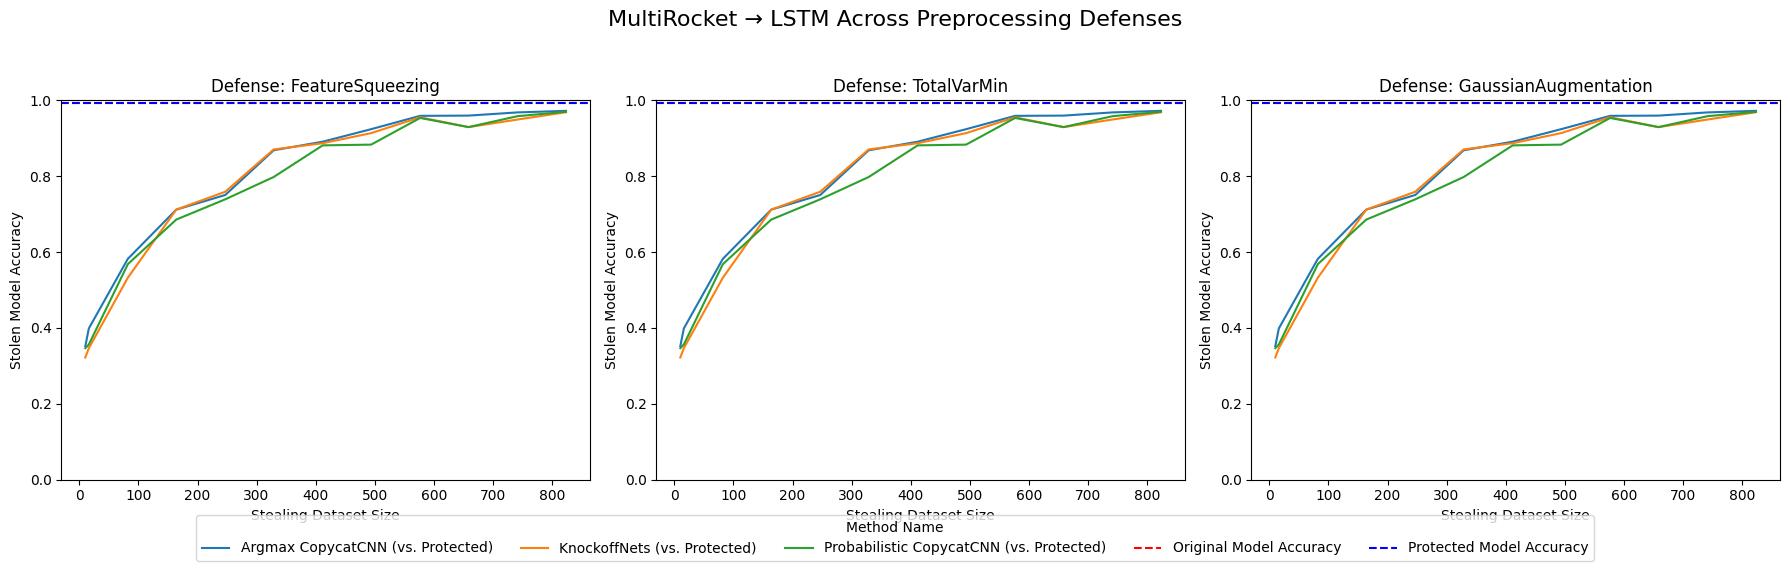 MultiRocket → LSTM Across Preprocessing Defenses
Defense: FeatureSqueezing
1.0
0.8
0.6
0.4
0.2
0.0
Stolen Model Accuracy
0 100 200 300 400 500 600 700 800
Stealing Dataset Size
Defense: TotalVarMin
1.0
0.8
0.6
0.4
0.2
0.0
Stolen Model Accuracy
0 100 200 300 400 500 600 700 800
Stealing Dataset Size
Defense: GaussianAugmentation
1.0
0.8
0.6
0.4
0.2
0.0
Stolen Model Accuracy
0 100 200 300 400 500 600 700 800
Stealing Dataset Size
Method Name
Argmax CopycatCNN (vs. Protected) KnockoffNets (vs. Protected) Probabilistic CopycatCNN (vs. Protected) Original Model Accuracy Protected Model Accuracy